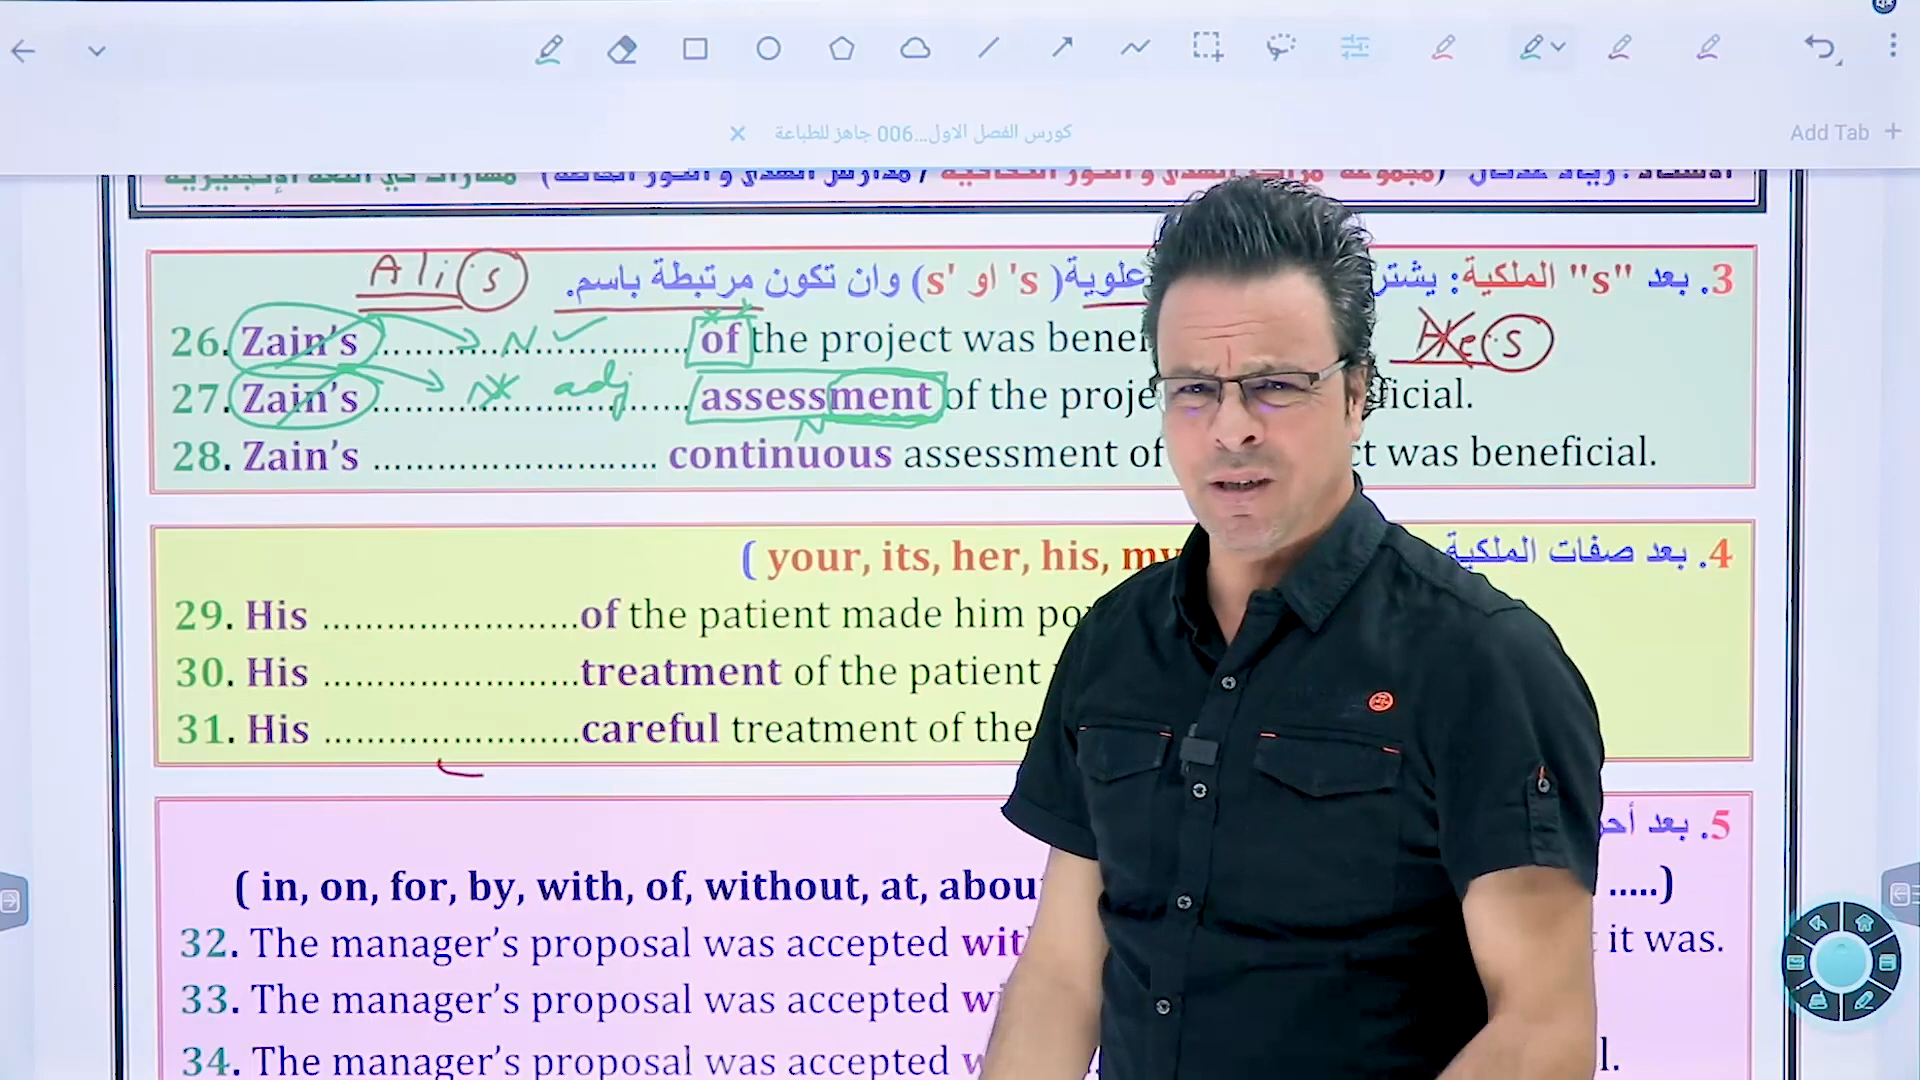 كورس الفصل الاول...006 جاهز للطباعة
Add Tab
3. بعد "s" الملكية: يشتر علوية( s' او 's) وان تكون مرتبطة باسم.
Ali s
26. Zain's ........................ of the project was bene
N
He s
27. Zain's ........................ assessment of the proje ficial.
N adj
N
28. Zain's ........................ continuous assessment of ct was beneficial.
4. بعد صفات الملكية
( your, its, her, his, my
29. His ........................of the patient made him po
30. His ........................treatment of the patient
31. His ........................careful treatment of the
5. بعد أحر
( in, on, for, by, with, of, without, at, abou .....)
32. The manager's proposal was accepted wit it was.
33. The manager's proposal was accepted wi
34. The manager's proposal was accepted w l.